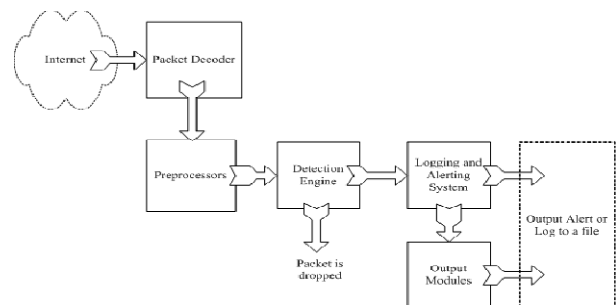 Internet
Packet Decoder
Preprocessors
Detection
Engine
Logging and
Alerting
System
Packet is
dropped
Output
Modules
Output Alert or
Log to a file